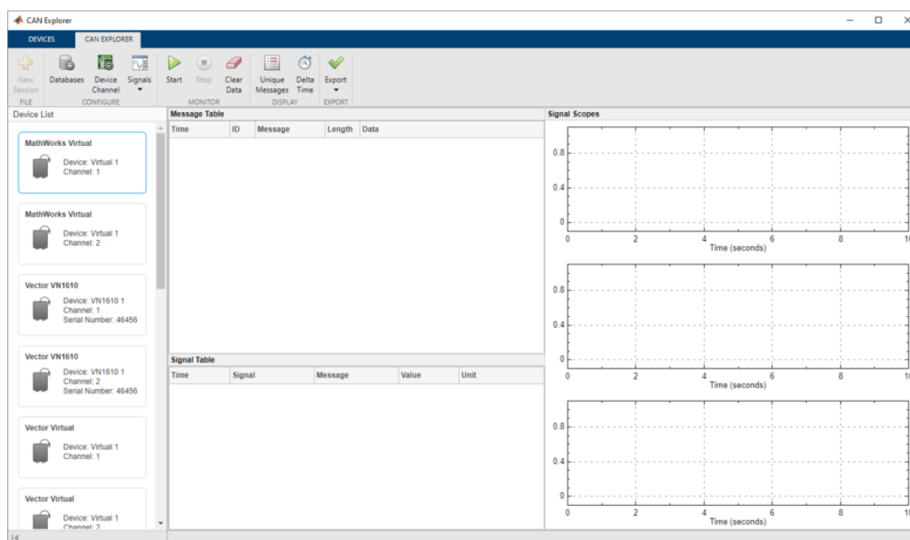 CAN Explorer
DEVICES CAN EXPLORER
New Session Databases Device Channel Signals Start Stop Clear Data Unique Messages Delta Time Export
FILE CONFIGURE MONITOR DISPLAY EXPORT
Device List
MathWorks Virtual
Device: Virtual 1
Channel: 1
MathWorks Virtual
Device: Virtual 1
Channel: 2
Vector VN1610
Device: VN1610 1
Channel: 1
Serial Number: 46456
Vector VN1610
Device: VN1610 1
Channel: 2
Serial Number: 46456
Vector Virtual
Device: Virtual 1
Channel: 1
Vector Virtual
Device: Virtual 1
Channel: 2
Message Table
Time ID Message Length Data
Signal Table
Time Signal Message Value Unit
Signal Scopes
0.8
0.4
0
0 2 4 6 8 10
Time (seconds)
0.8
0.4
0
0 2 4 6 8 10
Time (seconds)
0.8
0.4
0
0 2 4 6 8 10
Time (seconds)